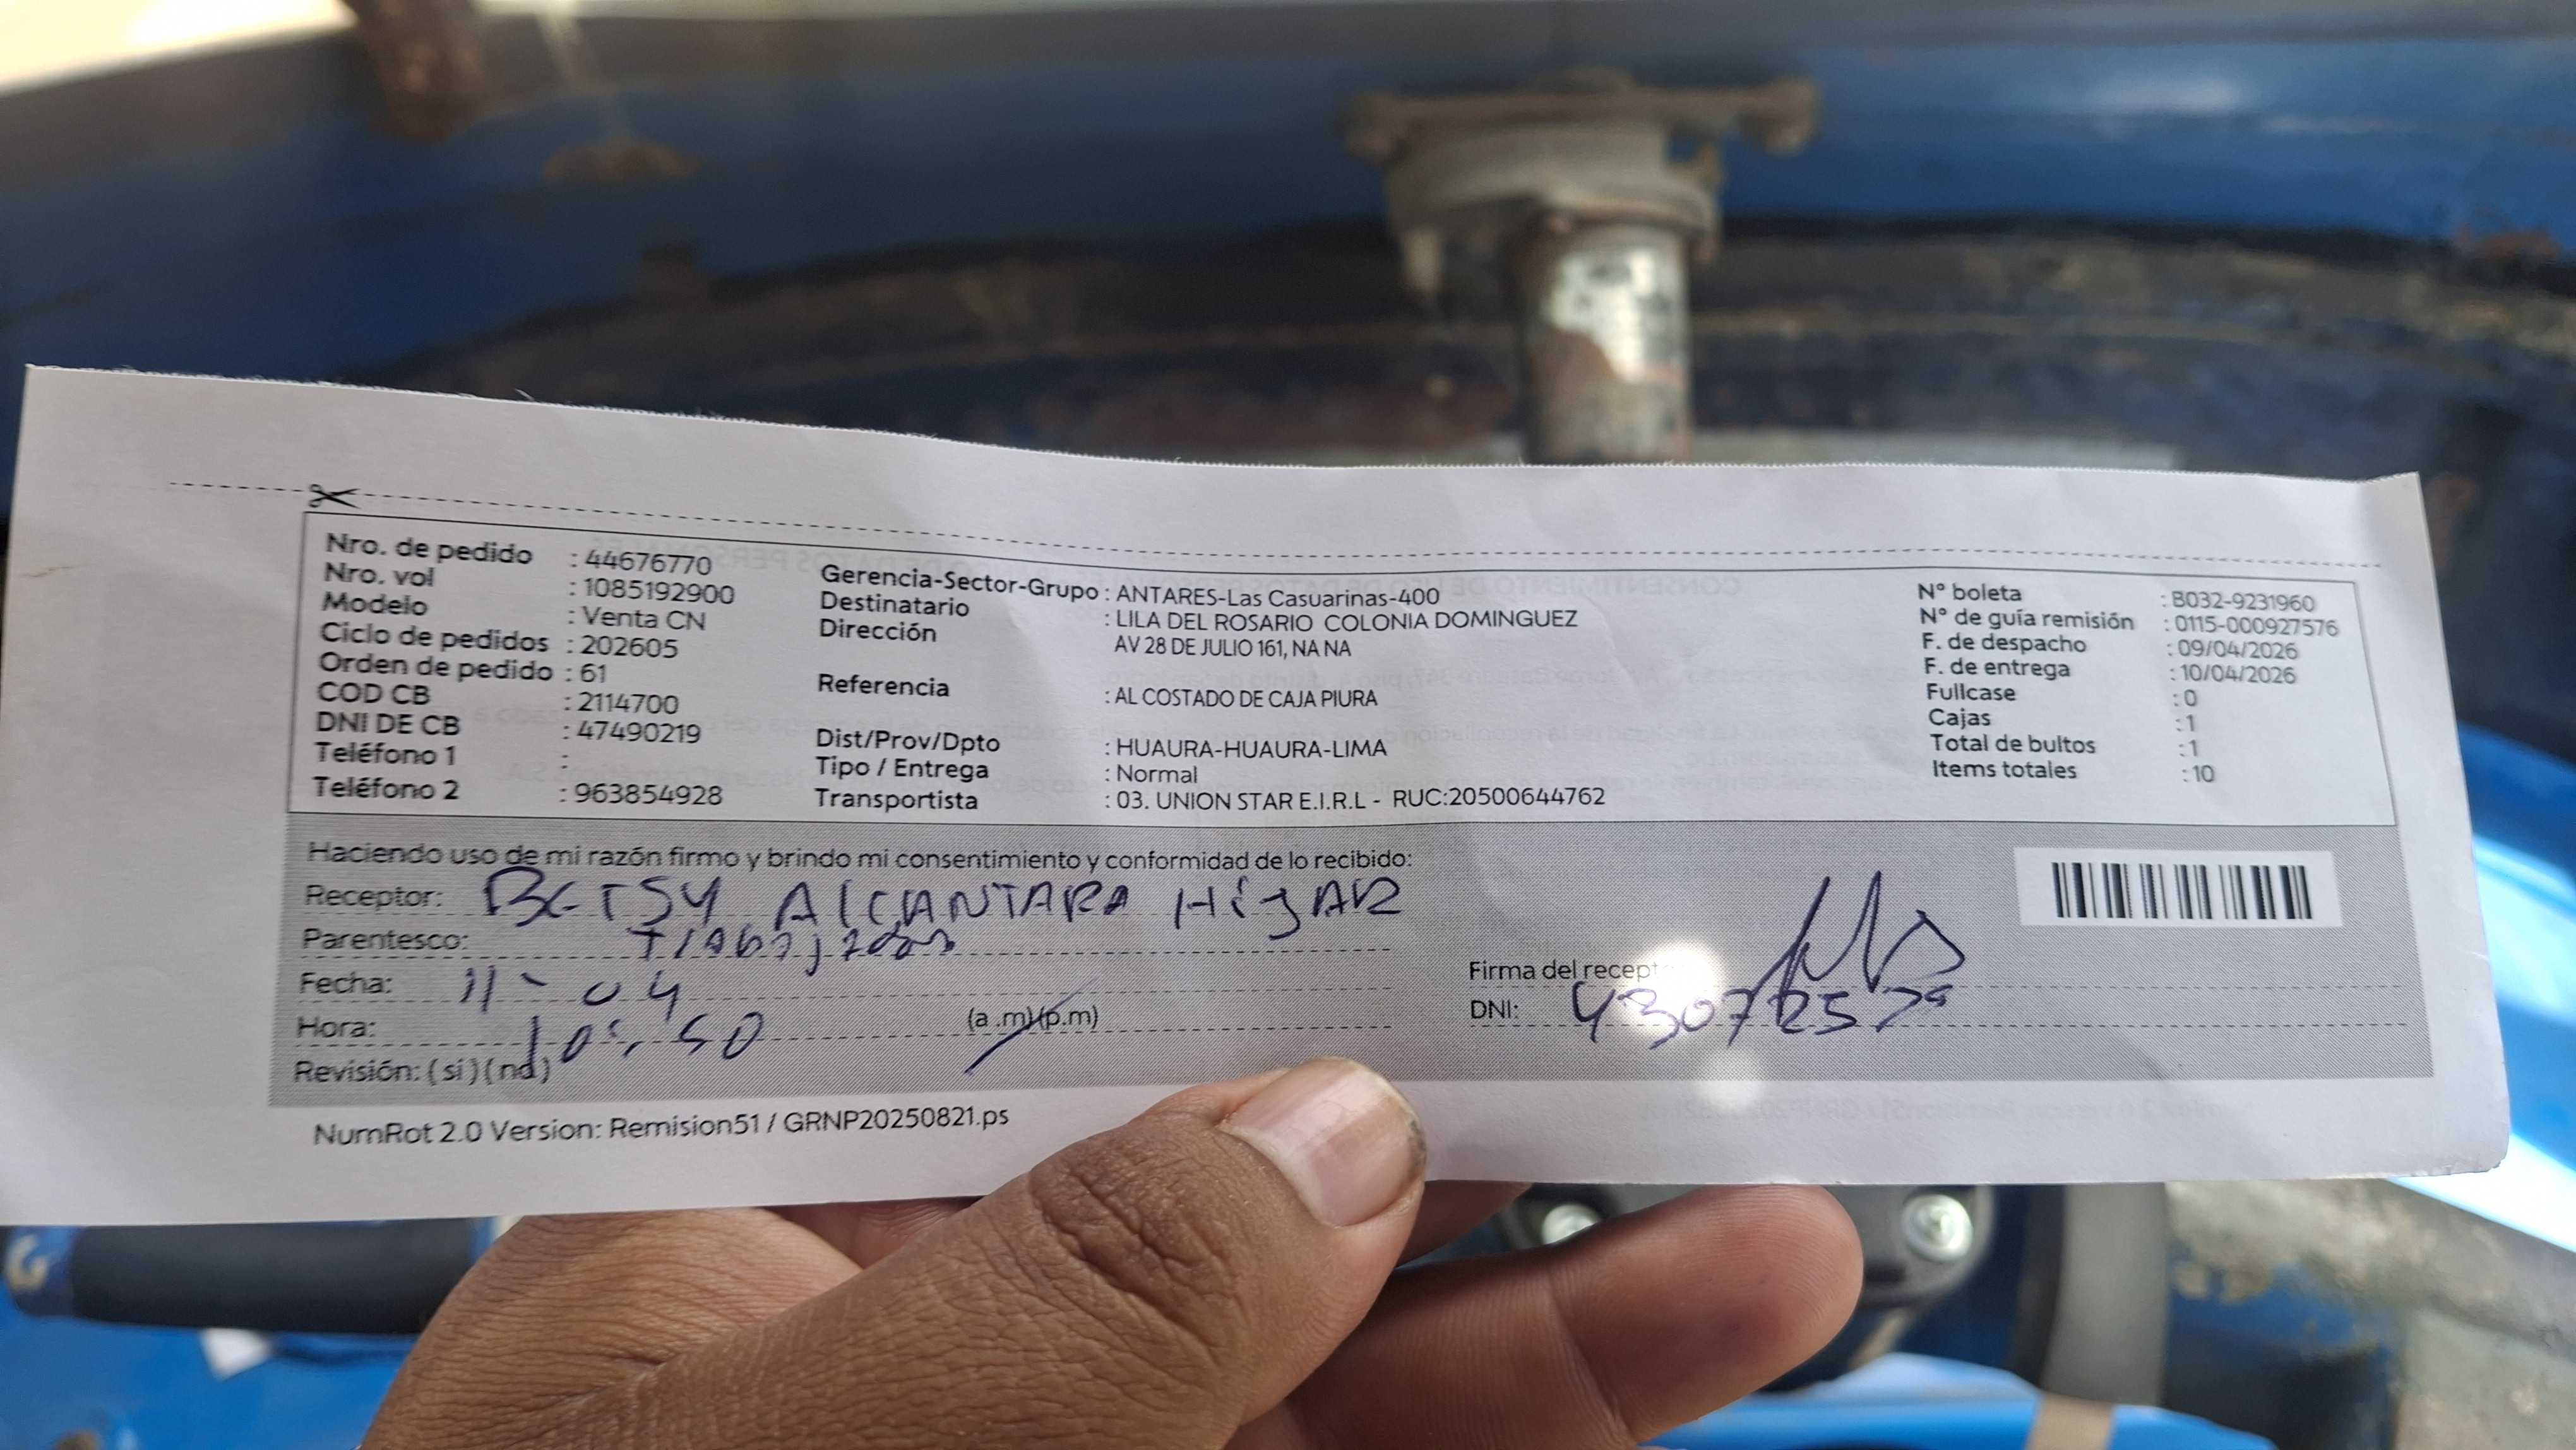 Nro. de pedido : 44676770
Nro. vol : 1085192900
Modelo : Venta CN
Ciclo de pedidos : 202605
Orden de pedido : 61
COD CB : 2114700
DNI DE CB : 47490219
Teléfono 1 :
Teléfono 2 : 963854928
Gerencia-Sector-Grupo : ANTARES-Las Casuarinas-400
Destinatario : LILA DEL ROSARIO COLONIA DOMINGUEZ
Dirección AV 28 DE JULIO 161, NA NA
Referencia : AL COSTADO DE CAJA PIURA
Dist/Prov/Dpto : HUAURA-HUAURA-LIMA
Tipo / Entrega : Normal
Transportista : 03. UNION STAR E.I.R.L - RUC:20500644762
N° boleta : B032-9231960
N° de guía remisión : 0115-000927576
F. de despacho : 09/04/2026
F. de entrega : 10/04/2026
Fullcase : 0
Cajas : 1
Total de bultos : 1
Items totales : 10
Haciendo uso de mi razón firmo y brindo mi consentimiento y conformidad de lo recibido:
Receptor: BETSY ALCANTARA HiJAR
Parentesco:
Fecha: 11-04
Hora: 10:50 (a.m)(p.m)
Revisión: (si) (no)
Firma del recept
DNI:
NumRot 2.0 Version: Remision51 / GRNP20250821.ps